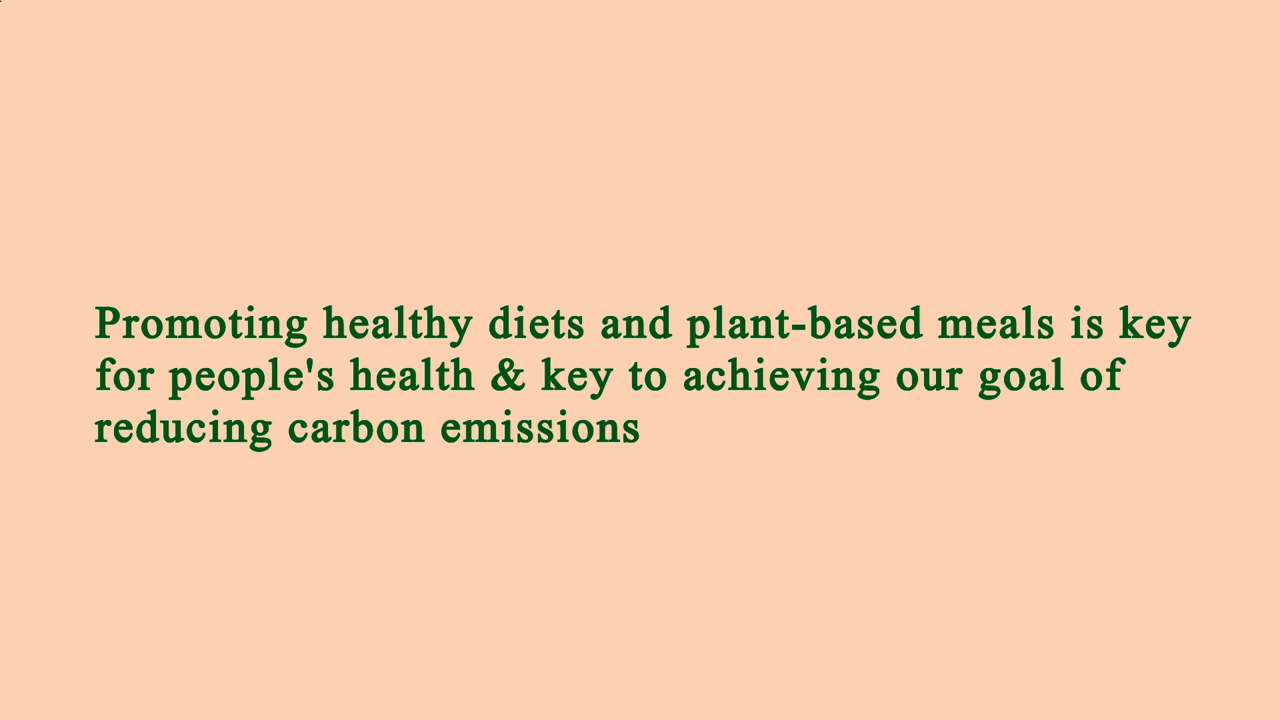 Promoting healthy diets and plant-based meals is key
for people's health & key to achieving our goal of
reducing carbon emissions